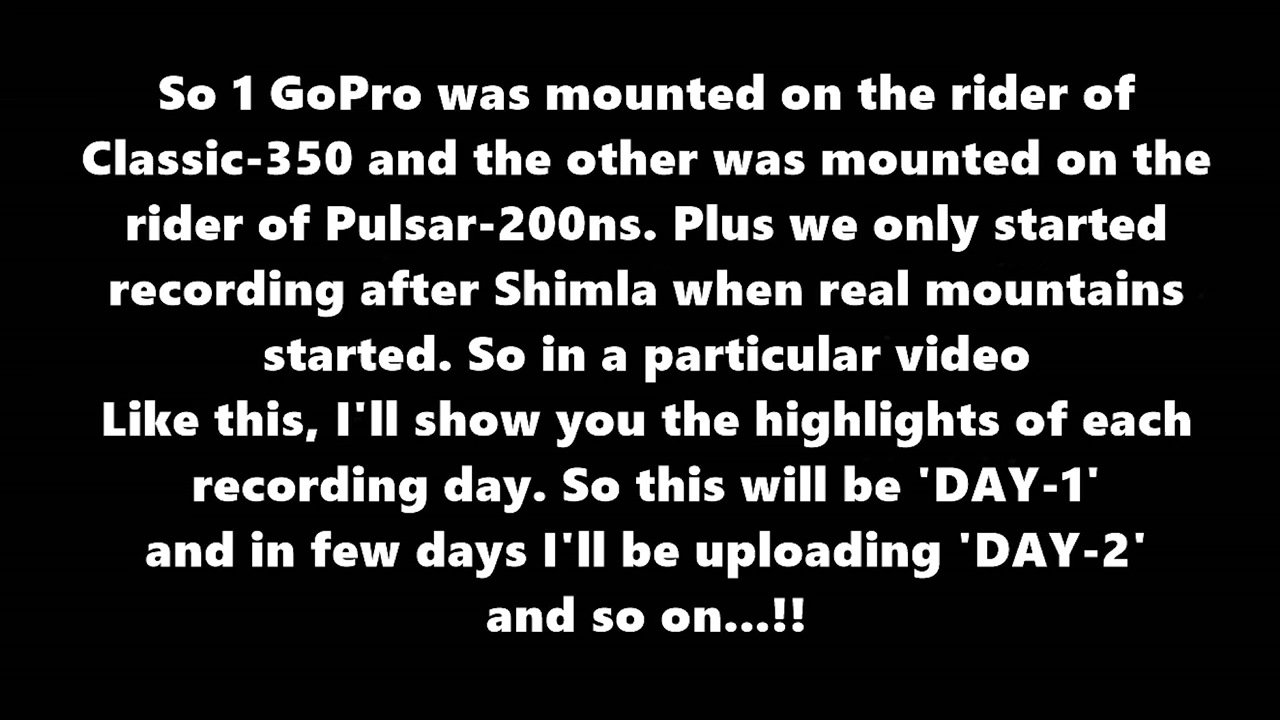 So 1 GoPro was mounted on the rider of
Classic-350 and the other was mounted on the
rider of Pulsar-200ns. Plus we only started
recording after Shimla when real mountains
started. So in a particular video
Like this, I'll show you the highlights of each
recording day. So this will be 'DAY-1'
and in few days I'll be uploading 'DAY-2'
and so on...!!